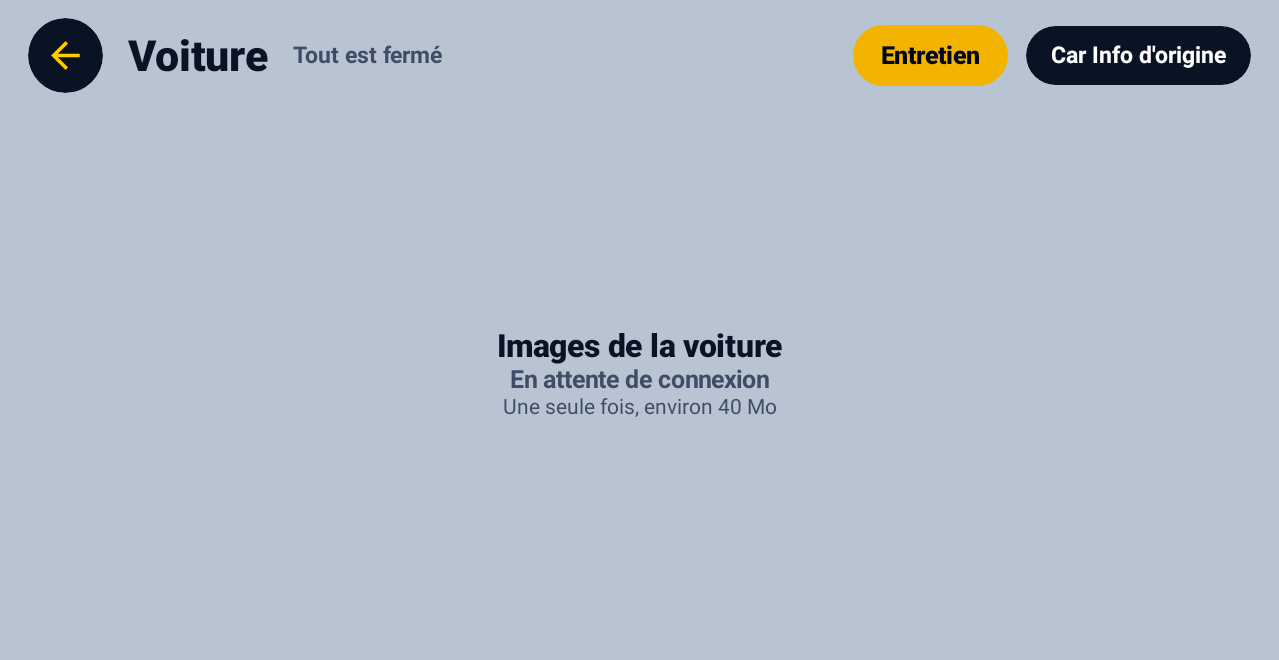 Voiture
Tout est fermé
Entretien
Car Info d'origine
Images de la voiture
En attente de connexion
Une seule fois, environ 40 Mo